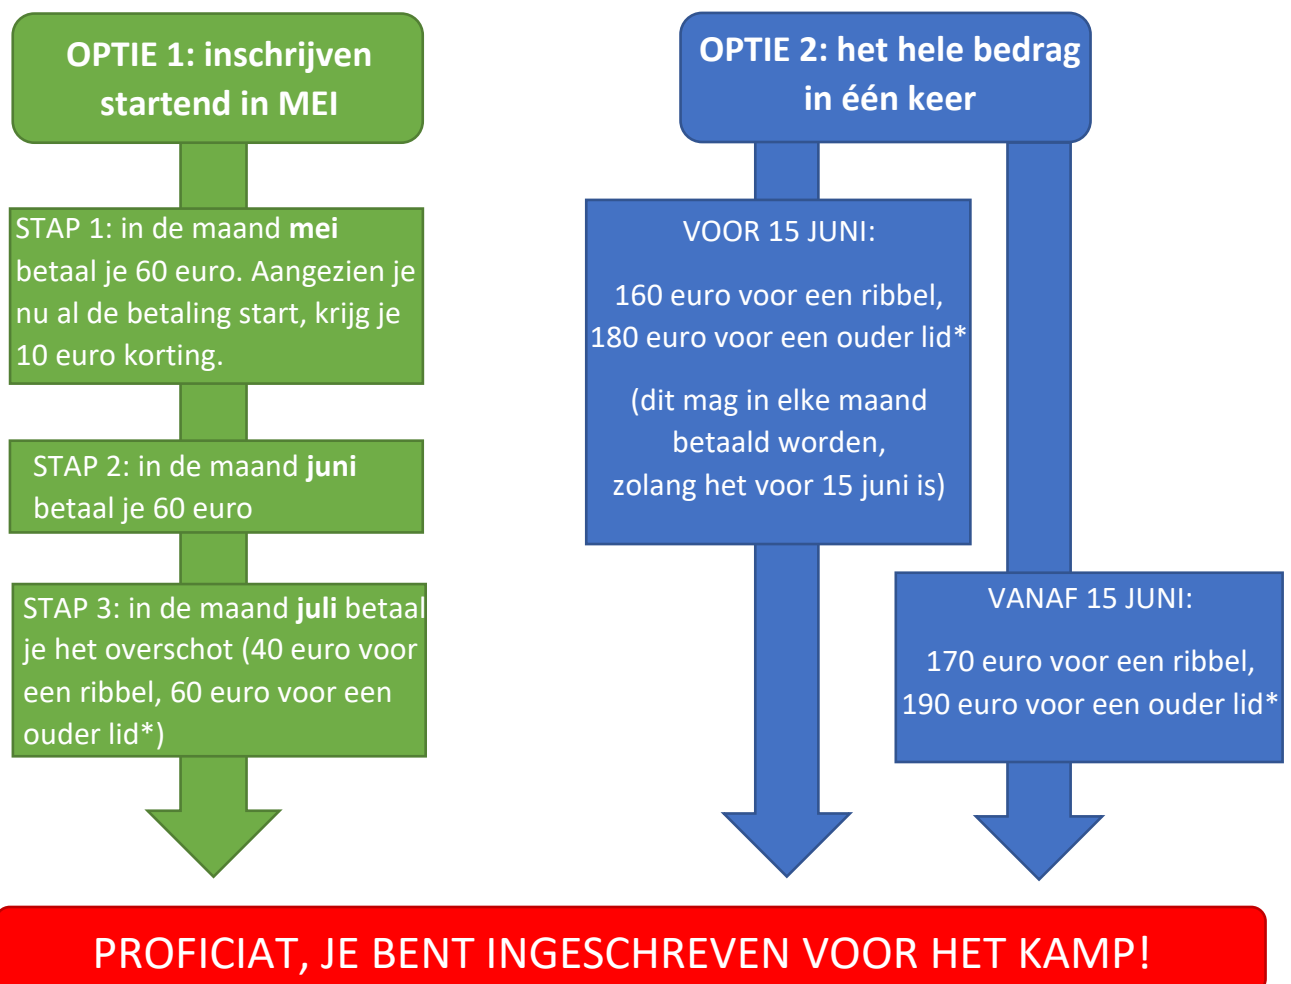 OPTIE 1: inschrijven
startend in MEI
STAP 1: in de maand mei
betaal je 60 euro. Aangezien je
nu al de betaling start, krijg je
10 euro korting.
STAP 2: in de maand juni
betaal je 60 euro
STAP 3: in de maand juli betaal
je het overschot (40 euro voor
een ribbel, 60 euro voor een
ouder lid*)
OPTIE 2: het hele bedrag
in één keer
VOOR 15 JUNI:
160 euro voor een ribbel,
180 euro voor een ouder lid*
(dit mag in elke maand
betaald worden,
zolang het voor 15 juni is)
VANAF 15 JUNI:
170 euro voor een ribbel,
190 euro voor een ouder lid*
PROFICIAT, JE BENT INGESCHREVEN VOOR HET KAMP!